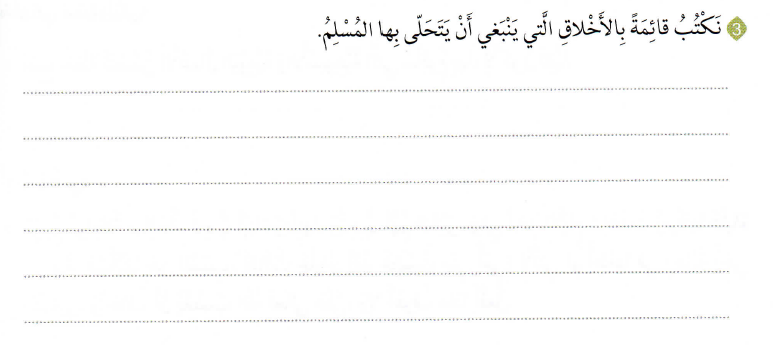 3 نَكْتُبُ قائِمَةً بِالأَخْلاقِ الَّتي يَنْبَغي أَنْ يَتَحَلّى بِها المُسْلِمُ.